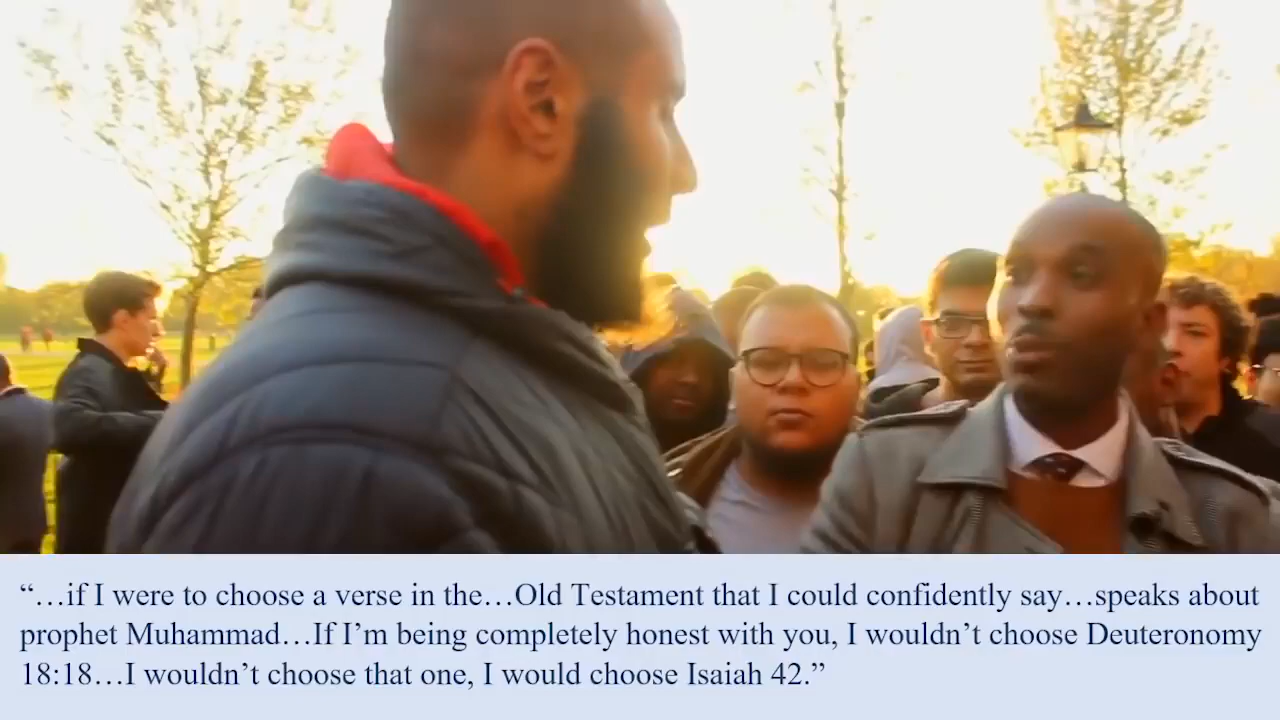 “…if I were to choose a verse in the…Old Testament that I could confidently say…speaks about
prophet Muhammad…If I’m being completely honest with you, I wouldn’t choose Deuteronomy
18:18…I wouldn’t choose that one, I would choose Isaiah 42.”